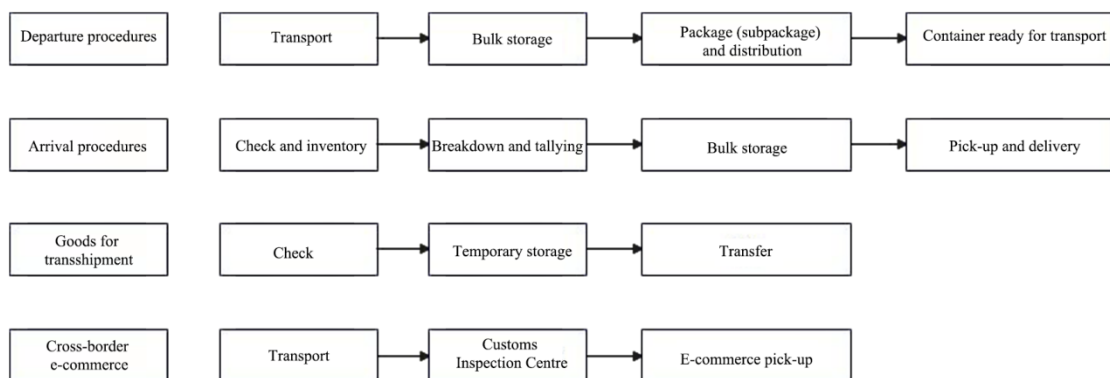 Departure procedures
Transport
Bulk storage
Package (subpackage)
and distribution
Container ready for transport
Arrival procedures
Check and inventory
Breakdown and tallying
Bulk storage
Pick-up and delivery
Goods for
transshipment
Check
Temporary storage
Transfer
Cross-border
e-commerce
Transport
Customs
Inspection Centre
E-commerce pick-up